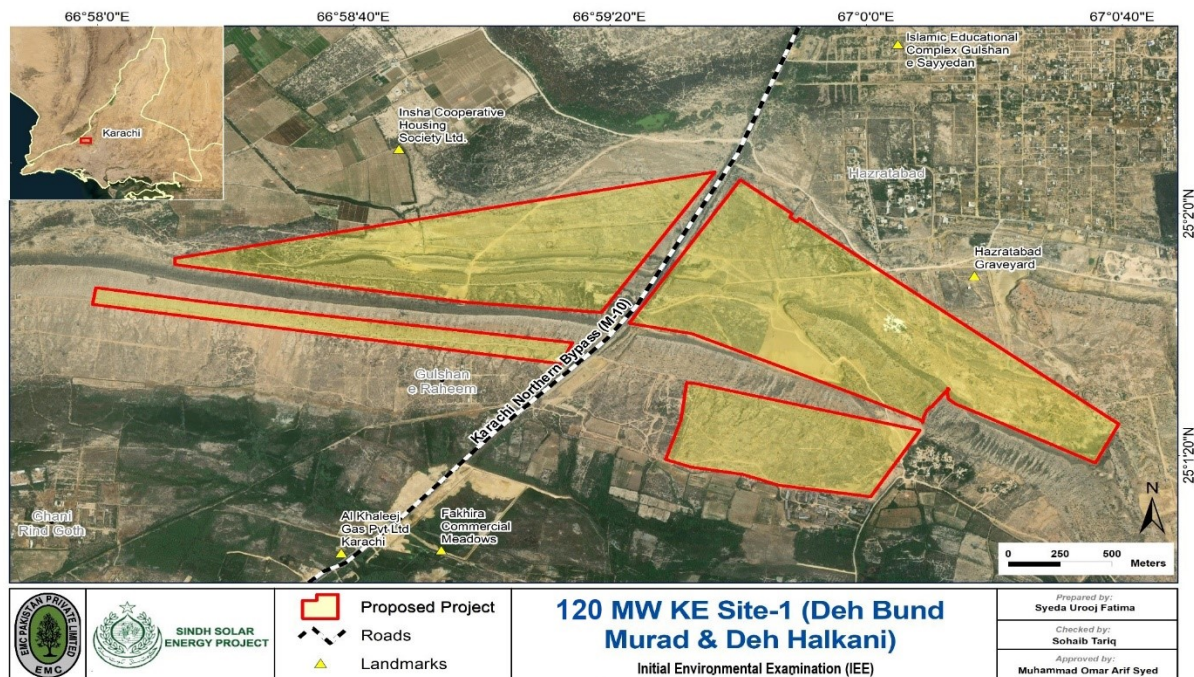 66°58'0"E
66°58'40"E
66°59'20"E
67°0'0"E
67°0'40"E
Karachi
Insha Cooperative
Housing
Society Ltd.
Islamic Educational
Complex Gulshan
e Sayyedan
Hazratabad
Hazratabad
Graveyard
25°2'0"N
Karachi Northern Bypass (M-10)
Gulshan
e Raheem
25°1'20"N
Ghani
Rind Goth
Al Khaleej
Gas Pvt Ltd
Karachi
Fakhira
Commercial
Meadows
N
0 250 500
Meters
EMC PAKISTAN PRIVATE LIMITED
EMC
SINDH SOLAR
ENERGY PROJECT
Proposed Project
Roads
Landmarks
120 MW KE Site-1 (Deh Bund
Murad & Deh Halkani)
Initial Environmental Examination (IEE)
Prepared by:
Syeda Urooj Fatima
Checked by:
Sohaib Tariq
Approved by:
Muhammad Omar Arif Syed